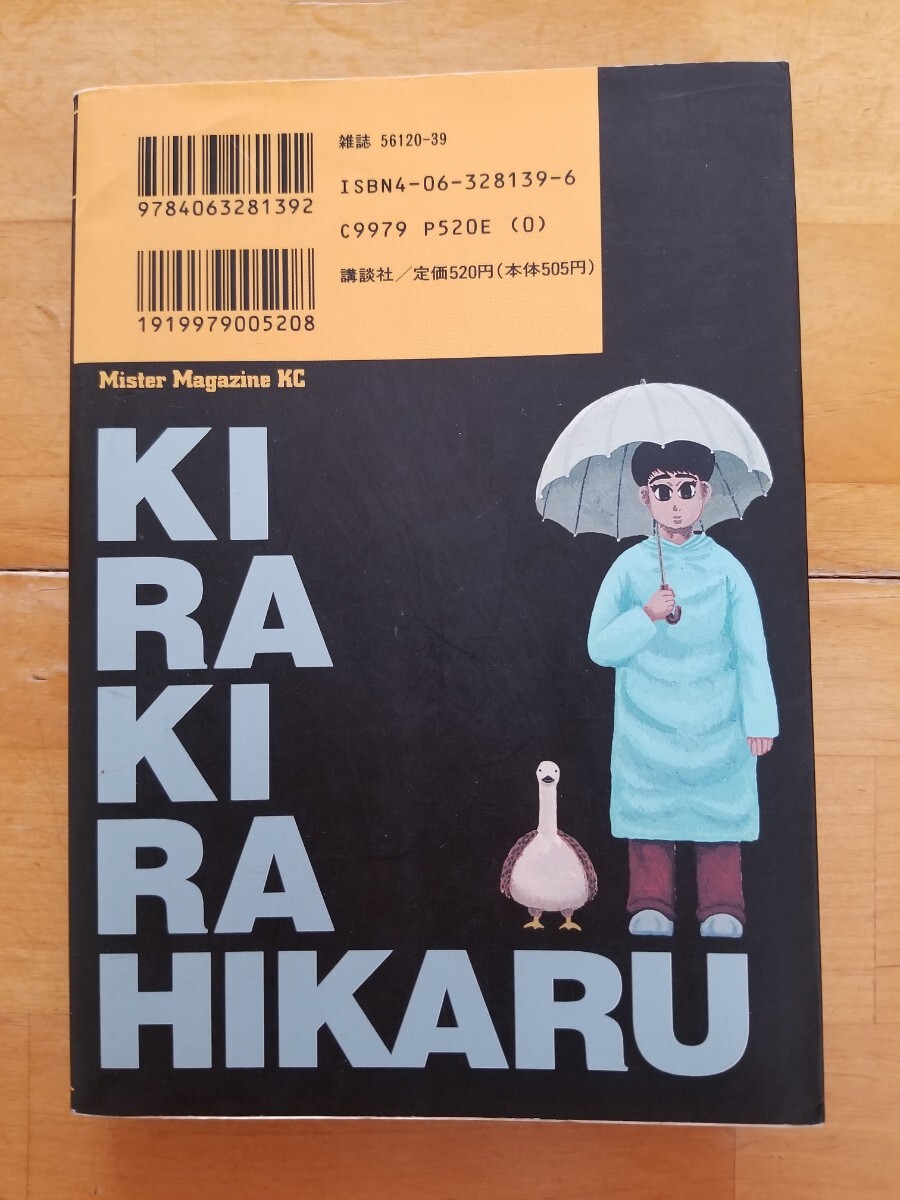 雑誌 56120-39
ISBN4-06-328139-6
9784063281392
C9979 P520E (0)
講談社／定価520円(本体505円)
1919979005208
Mister Magazine KC
KI
RA
KI
RA
HIKARU